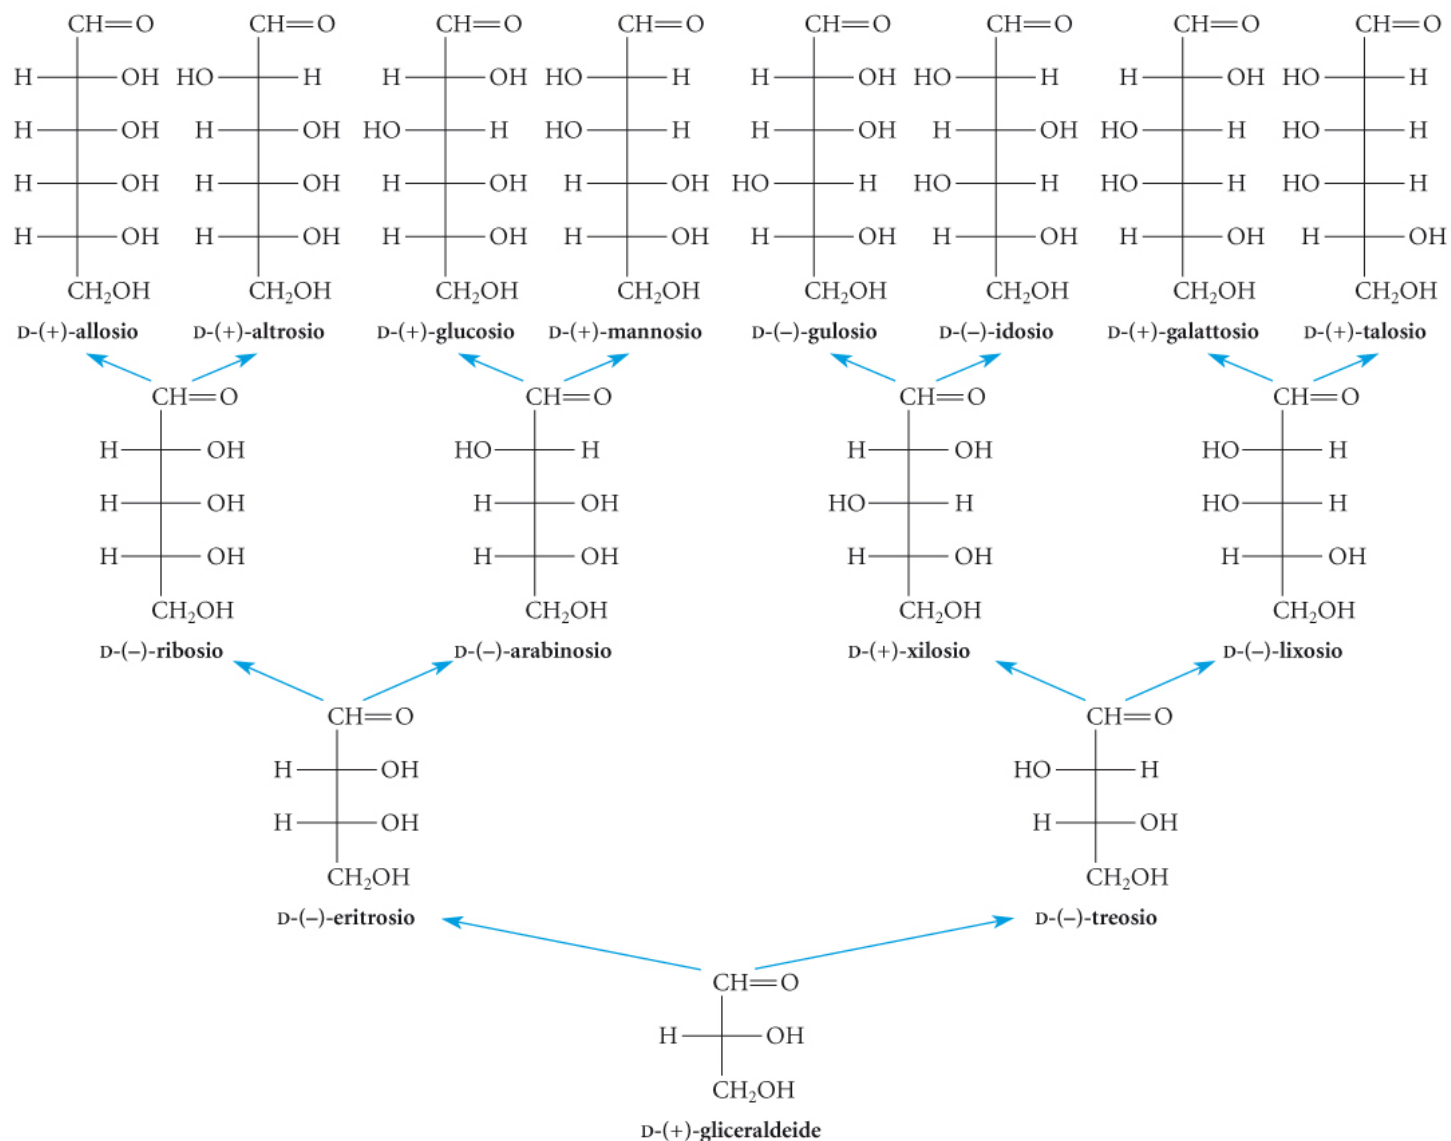 CH=O CH=O CH=O CH=O CH=O CH=O CH=O CH=O
H OH HO H H OH HO H H OH HO H H OH HO H
H OH H OH HO H HO H H OH H OH HO H HO H
H OH H OH H OH H OH HO H HO H HO H HO H
H OH H OH H OH H OH H OH H OH H OH H OH
CH₂OH CH₂OH CH₂OH CH₂OH CH₂OH CH₂OH CH₂OH CH₂OH
D-(+)-allosio D-(+)-altrosio D-(+)-glucosio D-(+)-mannosio D-(–)-gulosio D-(–)-idosio D-(+)-galattosio D-(+)-talosio
CH=O CH=O CH=O CH=O
H OH HO H H OH HO H
H OH H OH HO H HO H
H OH H OH H OH H OH
CH₂OH CH₂OH CH₂OH CH₂OH
D-(–)-ribosio D-(–)-arabinosio D-(+)-xilosio D-(–)-lixosio
CH=O CH=O
H OH HO H
H OH H OH
CH₂OH CH₂OH
D-(–)-eritrosio D-(–)-treosio
CH=O
H OH
CH₂OH
D-(+)-gliceraldeide